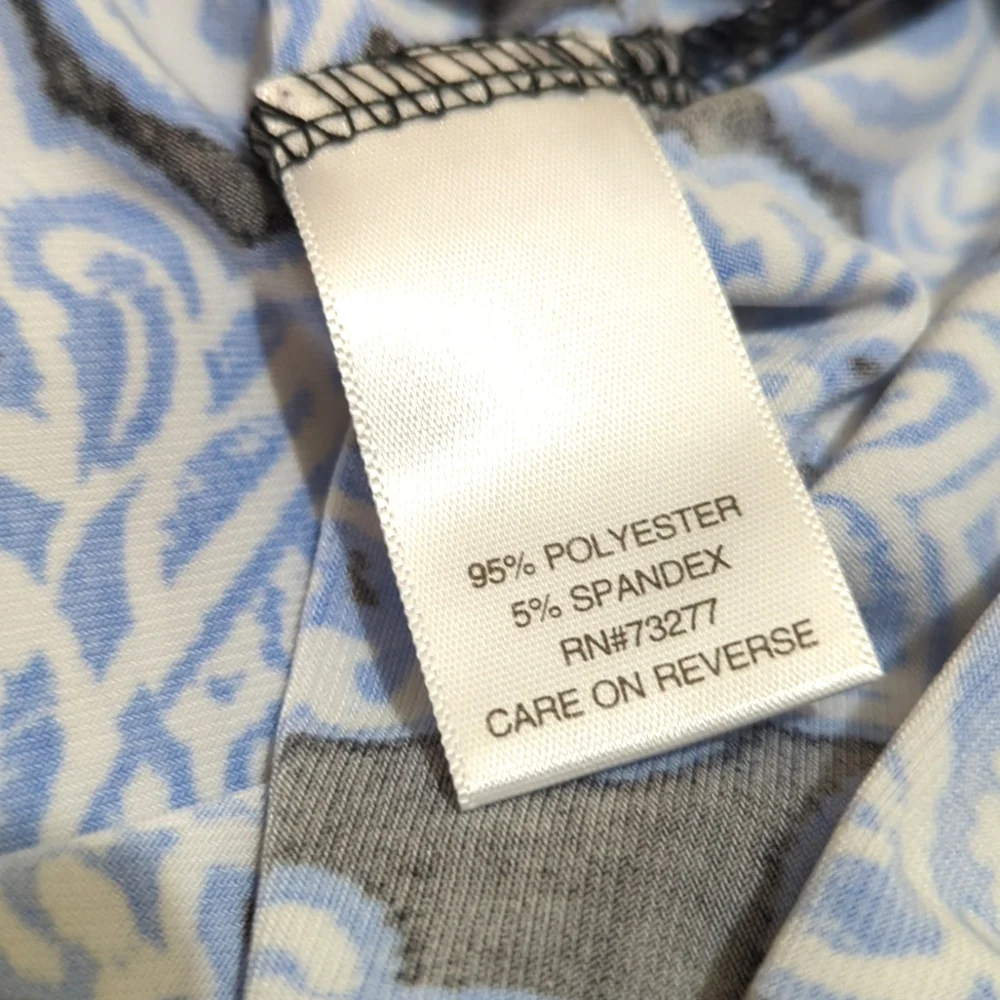 95% POLYESTER
5% SPANDEX
RN#73277
CARE ON REVERSE